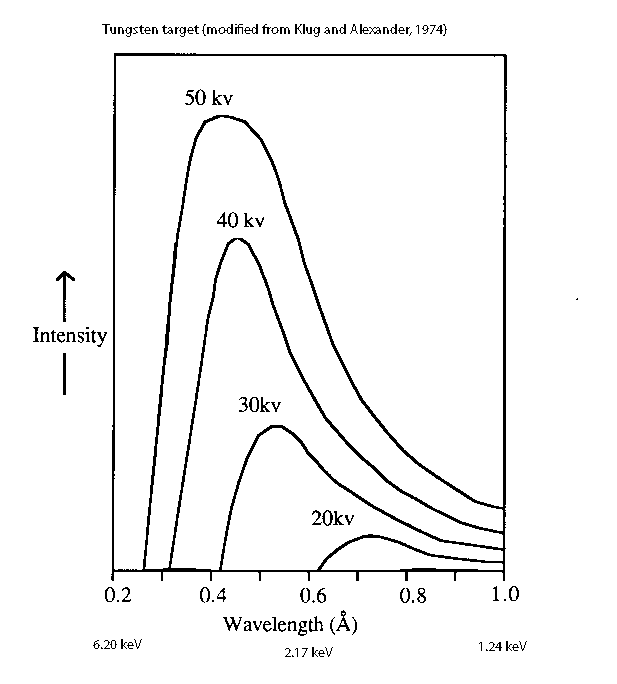 Tungsten target (modified from Klug and Alexander, 1974)
50 kv
40 kv
Intensity
30kv
20kv
0.2 0.4 0.6 0.8 1.0
Wavelength (Å)
6.20 keV 2.17 keV 1.24 keV